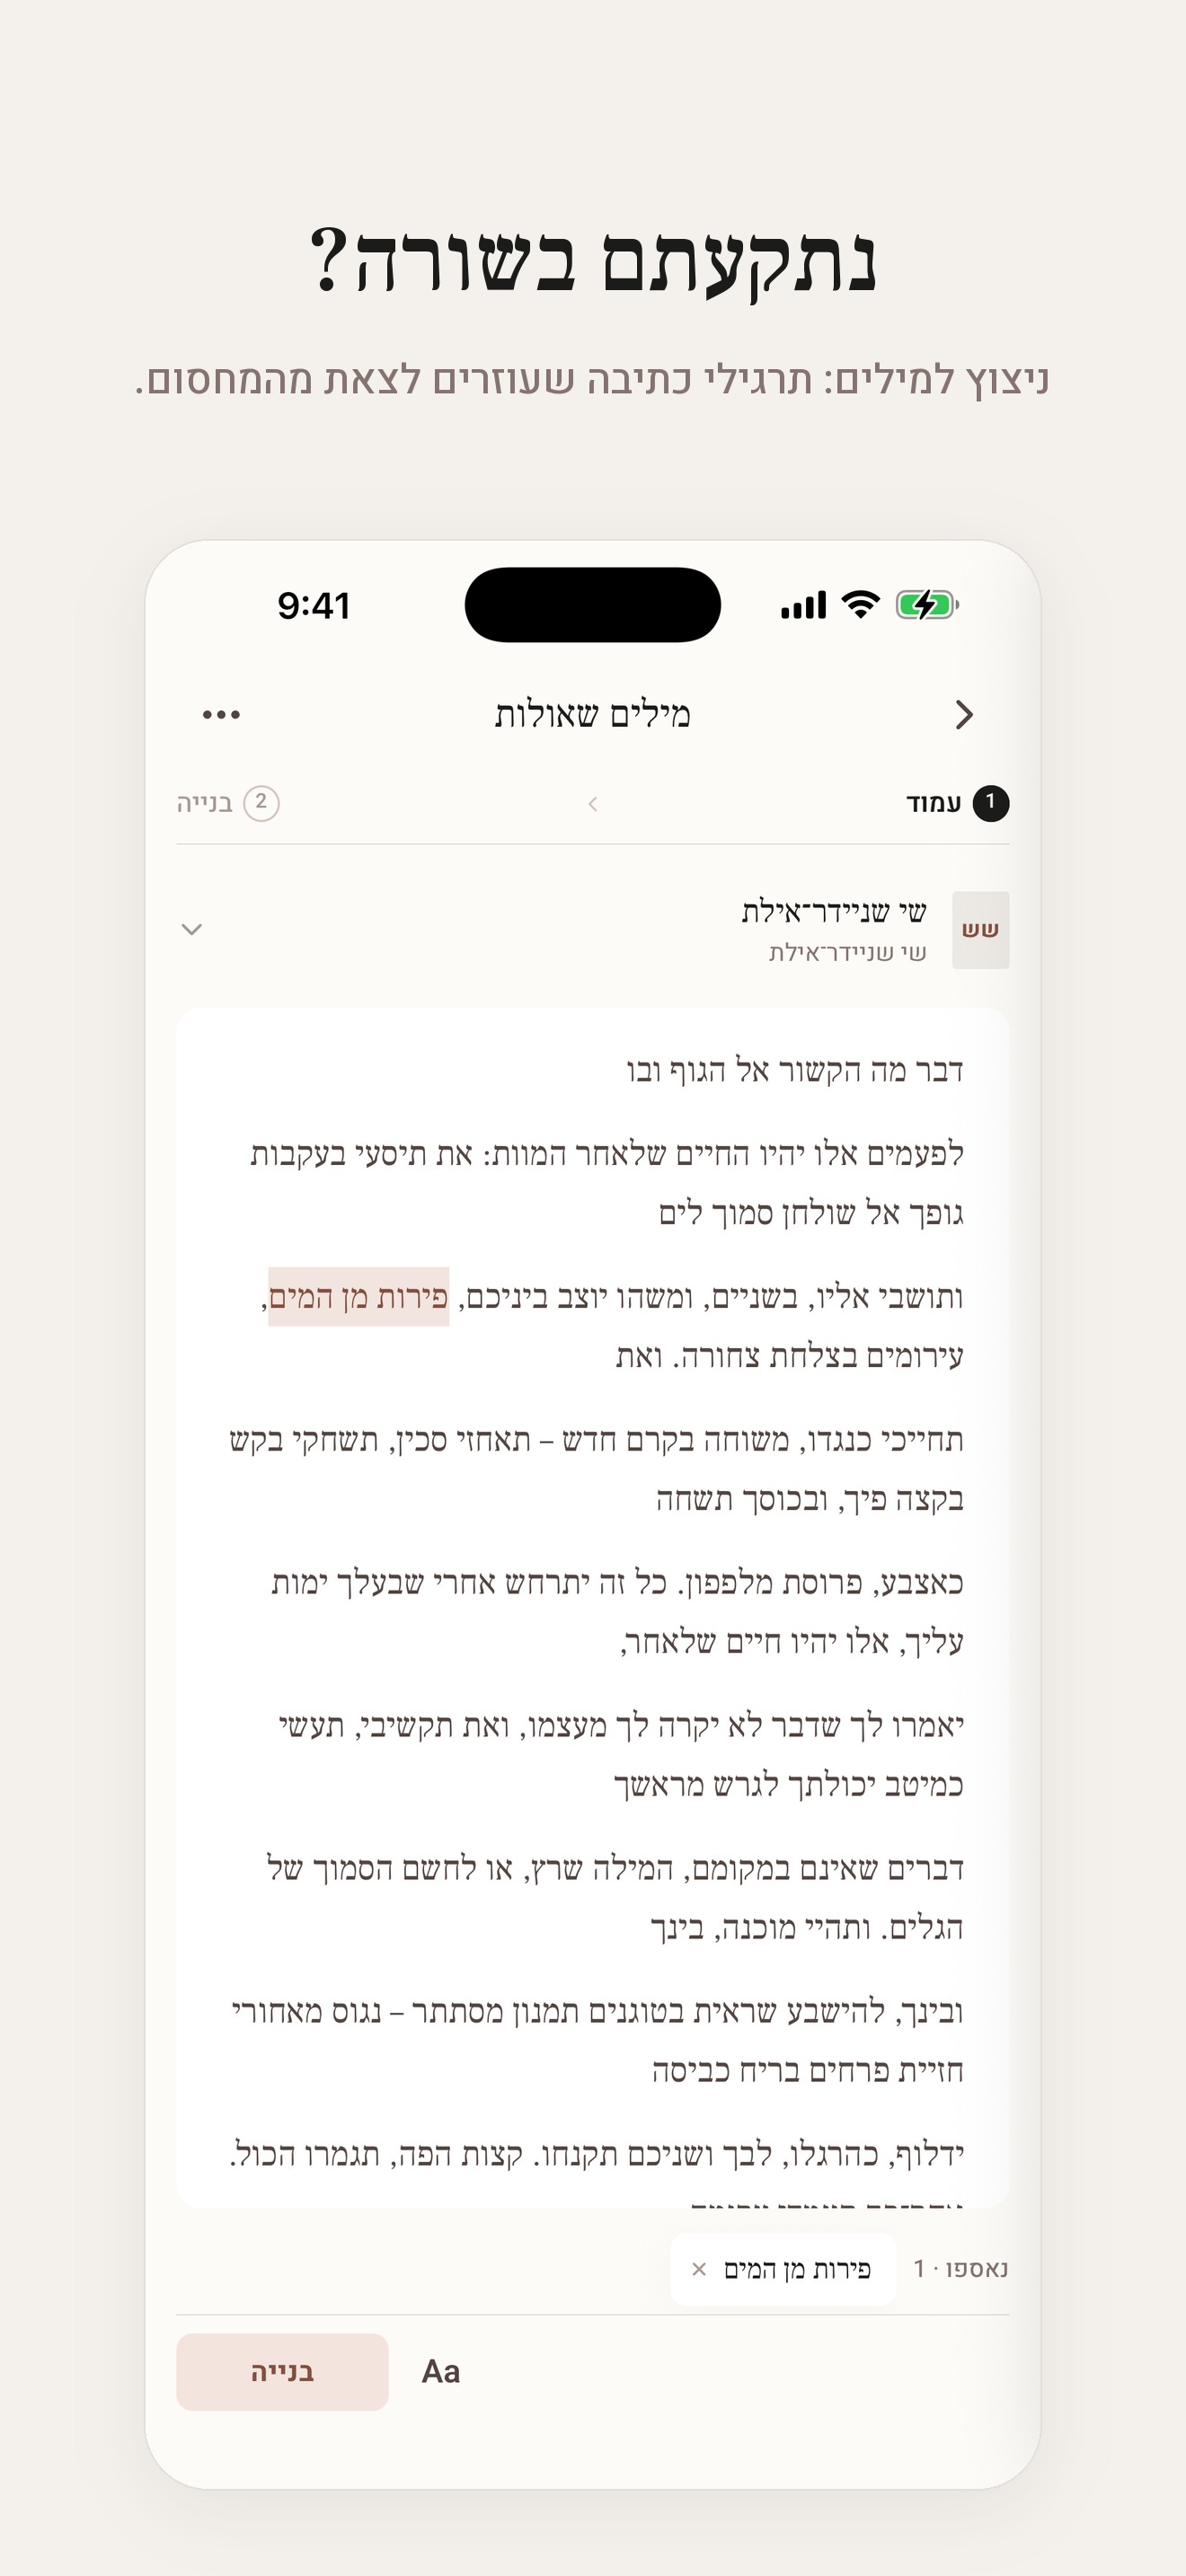 נתקעתם בשורה?
ניצוץ למילים: תרגילי כתיבה שעוזרים לצאת מהמחסום.
9:41
מילים שאולות
1 עמוד
2 בנייה
שש
שי שניידר־אילת
שי שניידר־אילת
דבר מה הקשור אל הגוף ובו
לפעמים אלו יהיו החיים שלאחר המוות: את תיסעי בעקבות
גופך אל שולחן סמוך לים
ותושבי אליו, בשניים, ומשהו יוצב ביניכם, פירות מן המים,
עירומים בצלחת צחורה. ואת
תחייכי כנגדו, משוחה בקרם חדש – תאחזי סכין, תשחקי בקש
בקצה פיך, ובכוסך תשחה
כאצבע, פרוסת מלפפון. כל זה יתרחש אחרי שבעלך ימות
עליך, אלו יהיו חיים שלאחר,
יאמרו לך שדבר לא יקרה לך מעצמו, ואת תקשיבי, תעשי
כמיטב יכולתך לגרש מראשך
דברים שאינם במקומם, המילה שרץ, או לחשם הסמוך של
הגלים. ותהיי מוכנה, בינך
ובינך, להישבע שראית בטוגנים תמנון מסתתר – נגוס מאחורי
חזיית פרחים בריח כביסה
ידלוף, כהרגלו, לבך ושניכם תקנחו. קצות הפה, תגמרו הכול.
נאספו · 1
פירות מן המים ×
Aa
בנייה